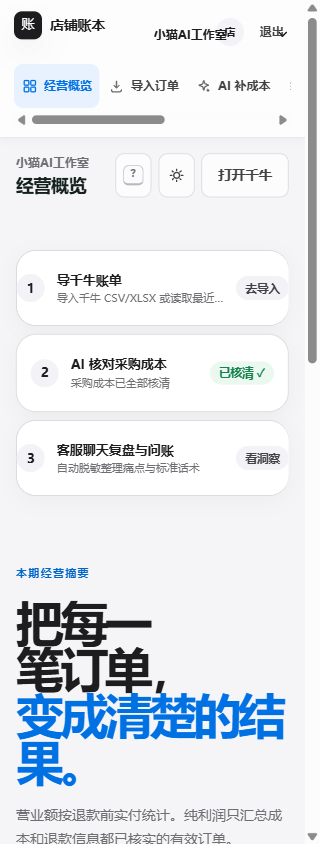 账 店铺账本 小猫AI工作室 店 退出
经营概览 导入订单 AI 补成本
小猫AI工作室
经营概览
? 打开千牛
1 导千牛账单 去导入
导入千牛 CSV/XLSX 或读取最近…
2 AI 核对采购成本 已核清 ✓
采购成本已全部核清
3 客服聊天复盘与问账 看洞察
自动脱敏整理痛点与标准话术
本期经营摘要
把每一
笔订单，
变成清楚的结
果。
营业额按退款前实付统计。纯利润只汇总成
本和退款信息都已核实的有效订单。